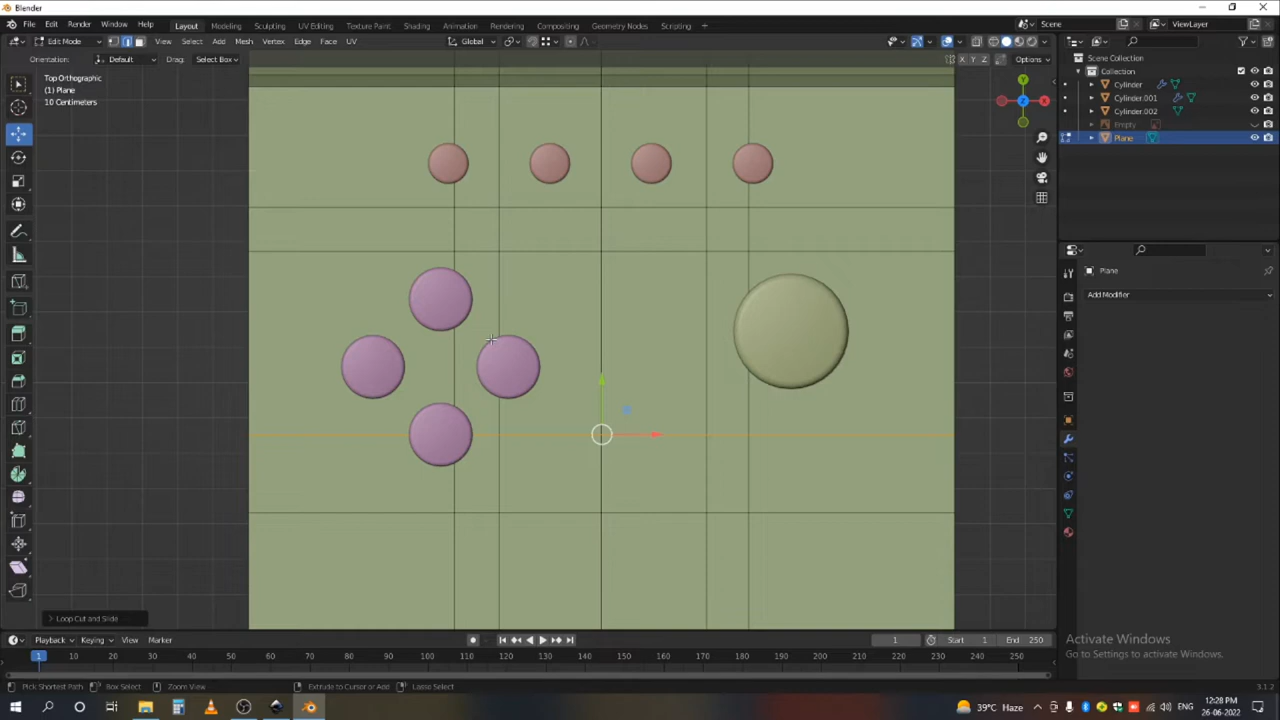 Blender
File Edit Render Window Help Layout Modeling Sculpting UV Editing Texture Paint Shading Animation Rendering Compositing Geometry Nodes Scripting + Scene ViewLayer
Edit Mode View Select Add Mesh Vertex Edge Face UV Global
Orientation: Default Drag: Select Box X Y Z Options
Top Orthographic
(1) Plane
10 Centimeters
Y
Z X
Scene Collection
Collection
Cylinder
Cylinder.001
Cylinder.002
Empty
Plane
Plane
Add Modifier
Loop Cut and Slide
Playback Keying View Marker 1 Start 1 End 250
1 10 20 30 40 50 60 70 80 90 100 110 120 130 140 150 160 170 180 190 200 210 220 230 240 250
Activate Windows
Go to Settings to activate Windows.
Pick Shortest Path Box Select Zoom View Extrude to Cursor or Add Lasso Select 3.1.2
39°C Haze ENG 12:28 PM
26-06-2022